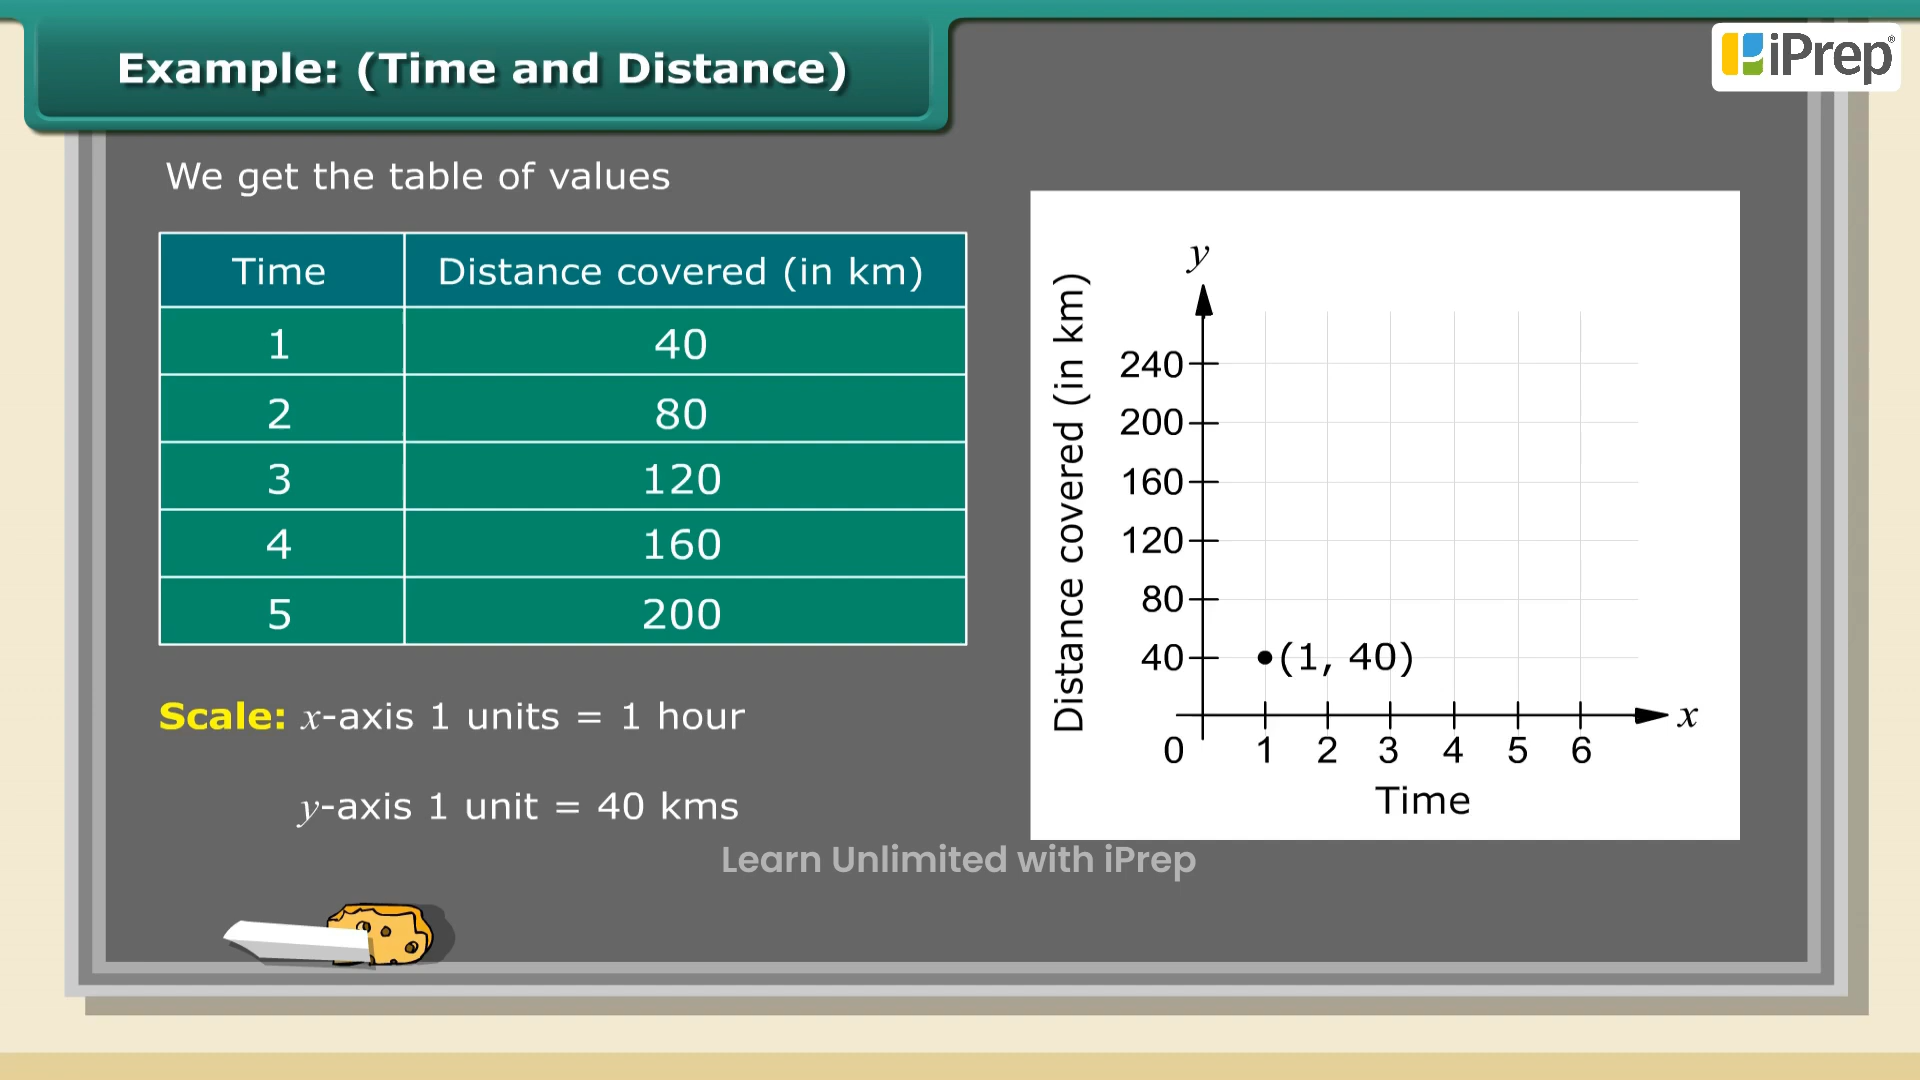 Example: (Time and Distance)
iPrep®
We get the table of values
Time Distance covered (in km)
1 40
2 80
3 120
4 160
5 200
Scale: x-axis 1 units = 1 hour
y-axis 1 unit = 40 kms
y
Distance covered (in km)
240
200
160
120
80
40
(1, 40)
x
0 1 2 3 4 5 6
Time
Learn Unlimited with iPrep